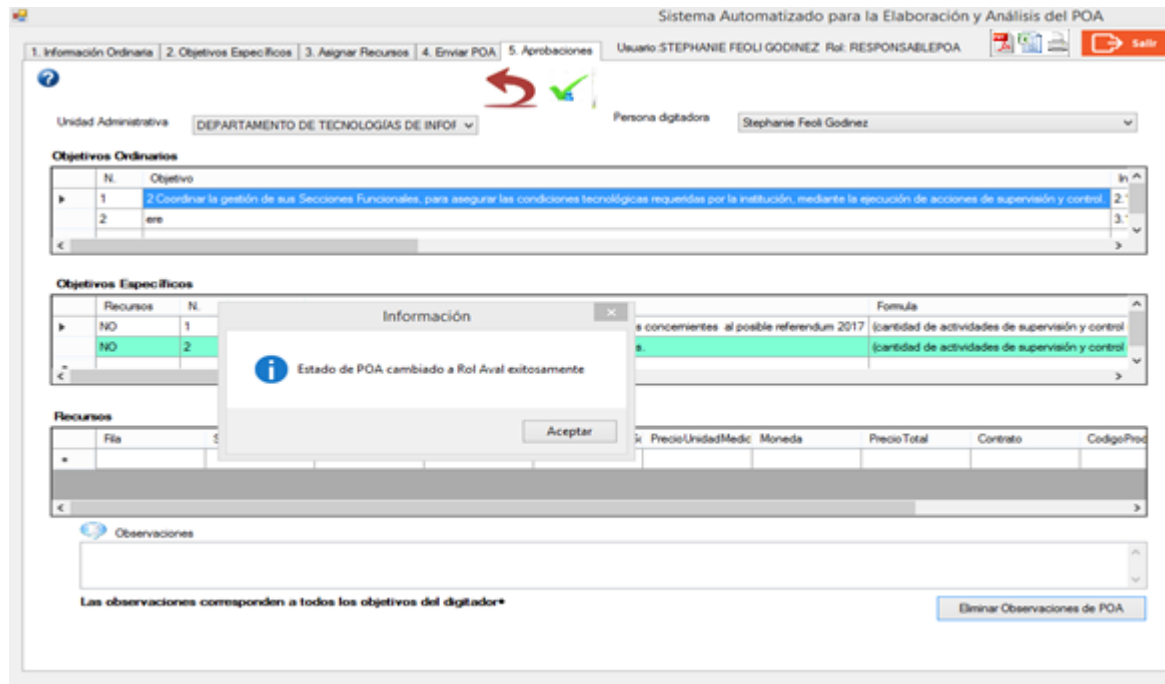 Sistema Automatizado para la Elaboración y Análisis del POA
1. Información Ordinaria 2. Objetivos Específicos 3. Asignar Recursos 4. Enviar POA 5. Aprobaciones Usuario:STEPHANIE FEOLI GODINEZ Rol: RESPONSABLEPOA Salir
Unidad Administrativa DEPARTAMENTO DE TECNOLOGÍAS DE INFOF Persona digitadora Stephanie Feoli Godinez
Objetivos Ordinarios
N. Objetivo In
1 2 Coordinar la gestión de sus Secciones Funcionales, para asegurar las condiciones tecnológicas requeridas por la institución, mediante la ejecución de acciones de supervisión y control. 2.
2 ere 3.
Objetivos Específicos
Recursos N. Formula
NO 1 s concernientes al posible referendum 2017 (cantidad de actividades de supervisión y control
NO 2 s. (cantidad de actividades de supervisión y control
Información
Estado de POA cambiado a Rol Aval exitosamente
Aceptar
Recursos
Fila S PrecioUnidadMedic Moneda PrecioTotal Contrato CodigoProd
Observaciones
Las observaciones corresponden a todos los objetivos del digitador*
Eliminar Observaciones de POA